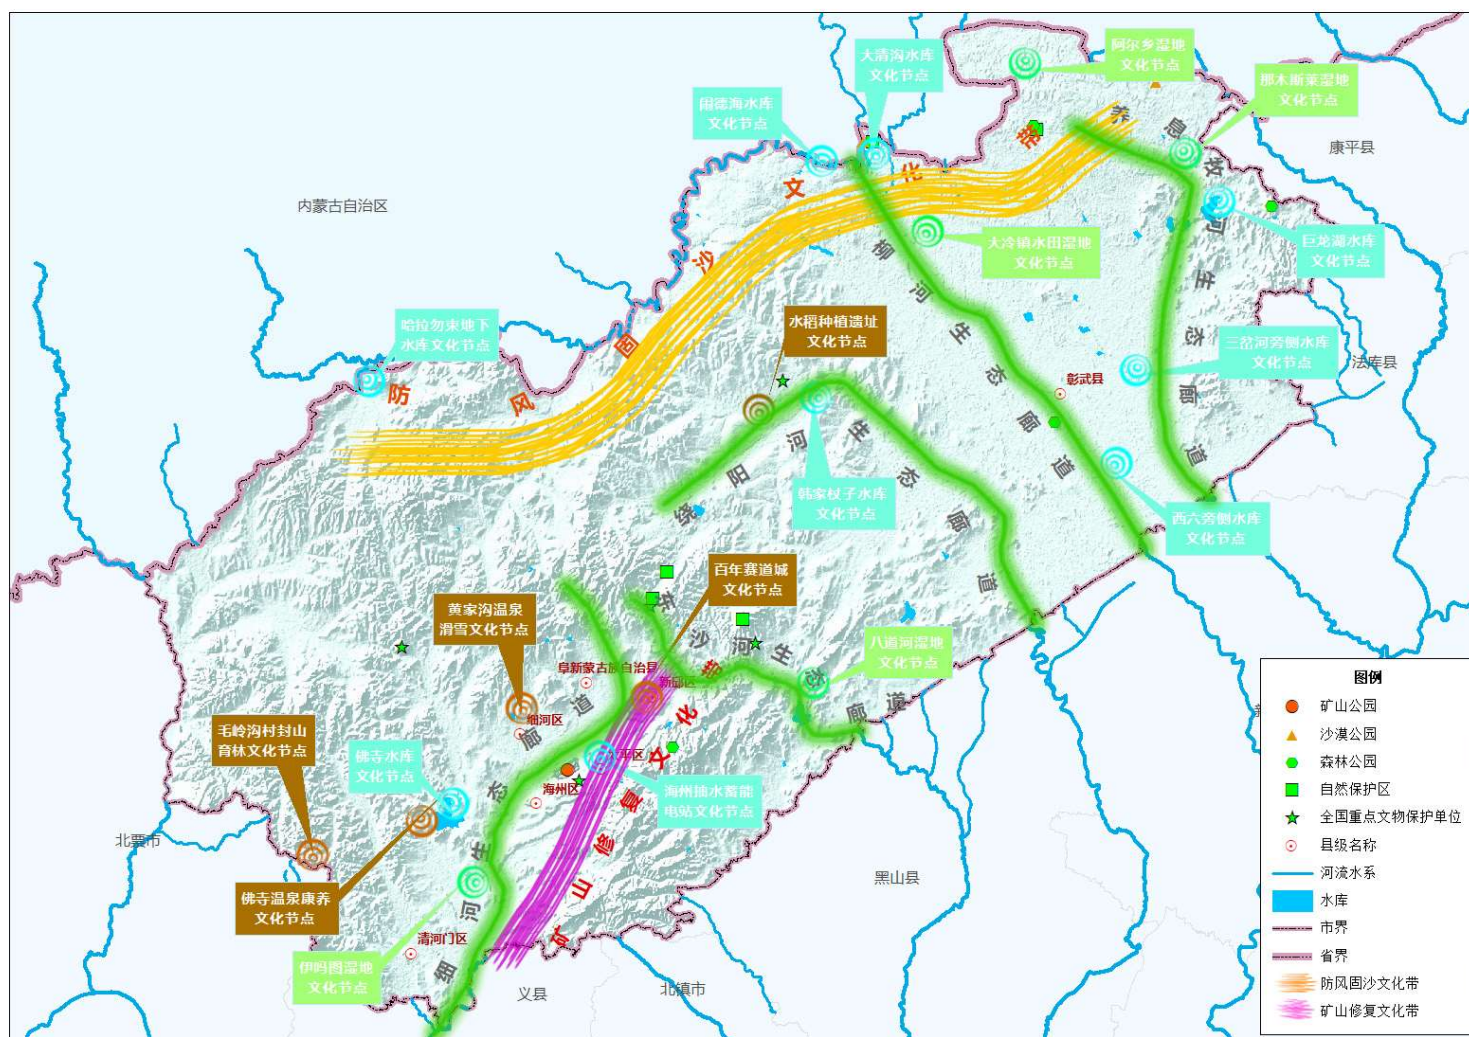 阿尔乡湿地
文化节点
大清沟水库
文化节点
那木斯莱湿地
文化节点
闹德海水库
文化节点
康平县
内蒙古自治区
养息牧河生态廊道
防风固沙文化带
大冷镇水田湿地
文化节点
巨龙湖水库
文化节点
柳河生态廊道
哈拉勿束地下
水库文化节点
水稻种植遗址
文化节点
三岔河旁侧水库
文化节点
法库县
彰武县
绕阳河生态廊道
韩家杖子水库
文化节点
西六旁侧水库
文化节点
百年赛道城
文化节点
黄家沟温泉
滑雪文化节点
东沙河生态廊道
八道河湿地
文化节点
阜新蒙古族自治县
新邱区
细河区
毛岭沟村封山
育林文化节点
佛寺水库
文化节点
平区
海州区
海州抽水蓄能
电站文化节点
矿山修复文化带
北票市
佛寺温泉康养
文化节点
黑山县
细河生态廊道
清河门区
伊吗图湿地
文化节点
义县
北镇市
图例
矿山公园
沙漠公园
森林公园
自然保护区
全国重点文物保护单位
县级名称
河流水系
水库
市界
省界
防风固沙文化带
矿山修复文化带